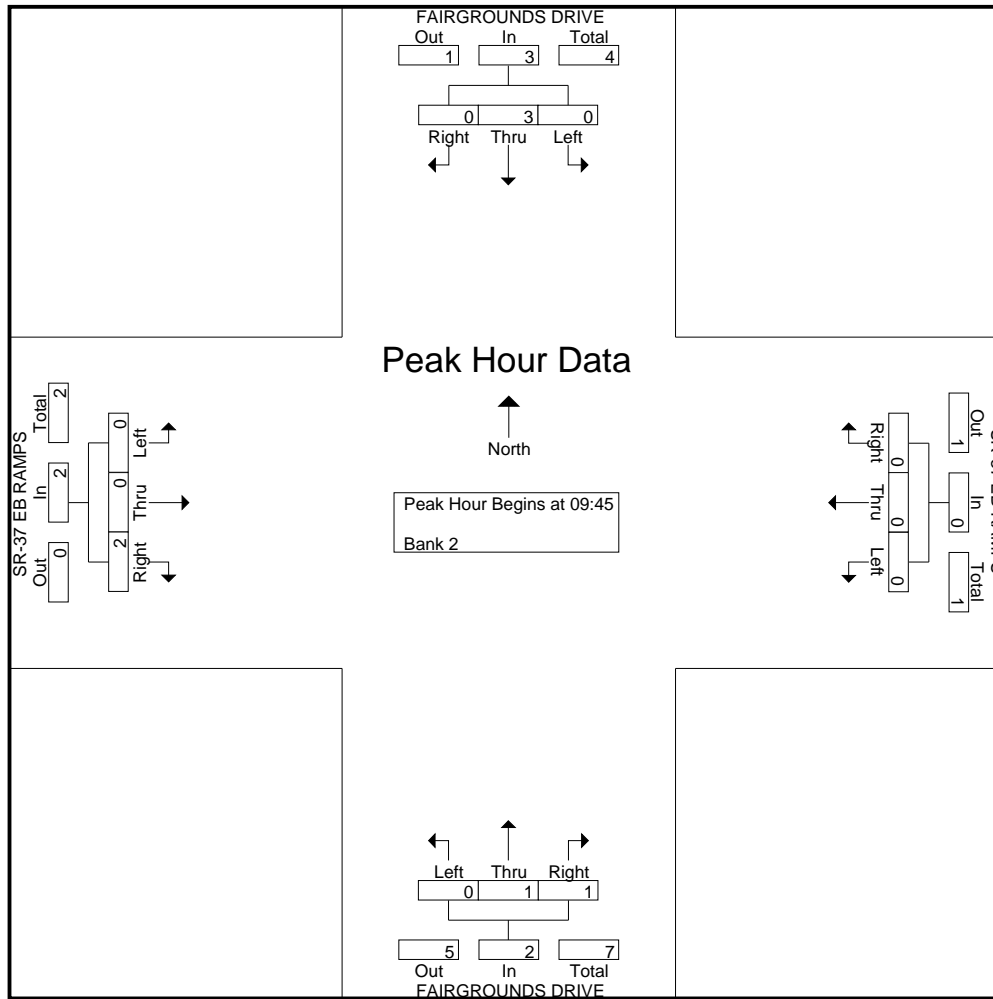 FAIRGROUNDS DRIVE
Out In Total
1 3 4
0 3 0
Right Thru Left
Peak Hour Data
North
Peak Hour Begins at 09:45
Bank 2
SR-37 EB RAMPS
Out In Total
0 2 2
Left Thru Right
0 0 2
Right Thru Left
0 0 0
Out In Total
1 0 1
Left Thru Right
0 1 1
5 2 7
Out In Total
FAIRGROUNDS DRIVE